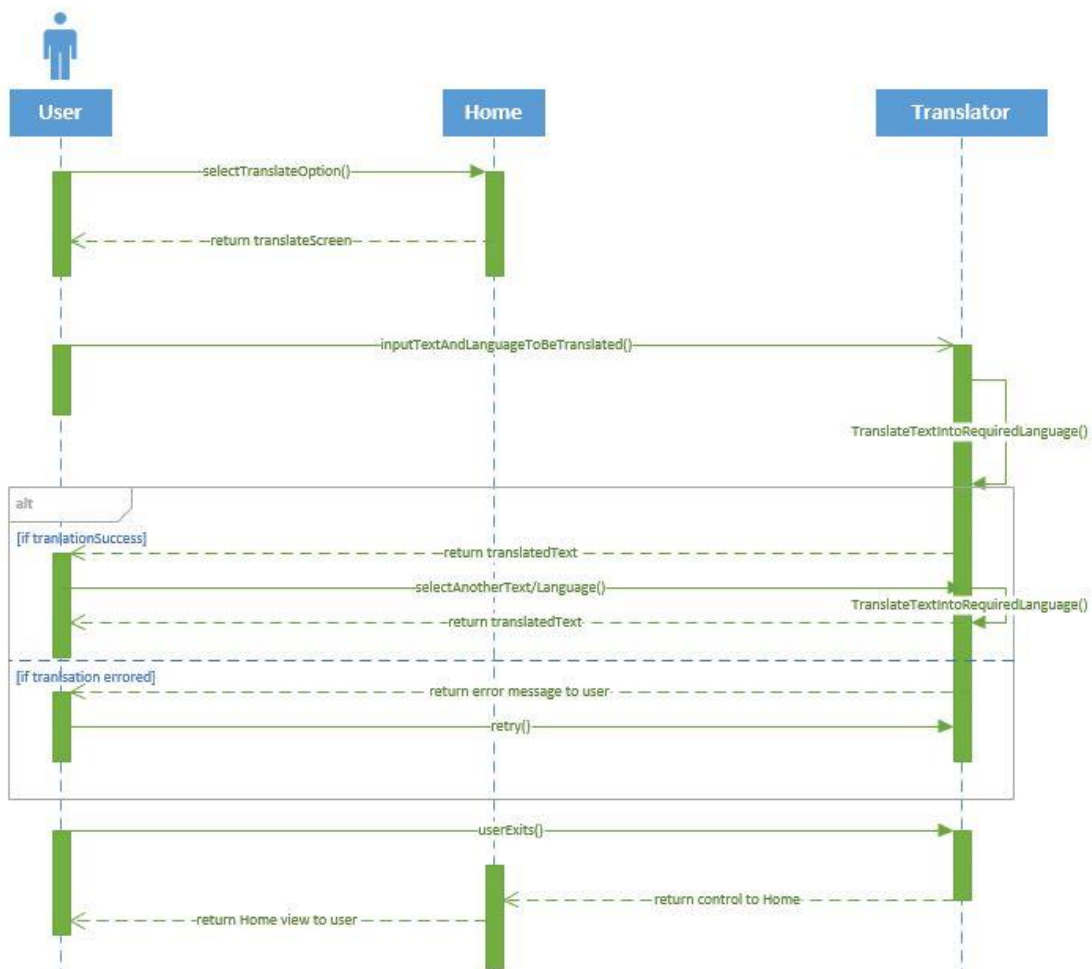 User
Home
Translator
selectTranslateOption()
return translateScreen
inputTextAndLanguageToBeTranslated()
TranslateTextIntoRequiredLanguage()
alt
[if tranlationSuccess]
return translatedText
selectAnotherText/Language()
TranslateTextIntoRequiredLanguage()
return translatedText
[if tranlsation errored]
return error message to user
retry()
userExits()
return control to Home
return Home view to user